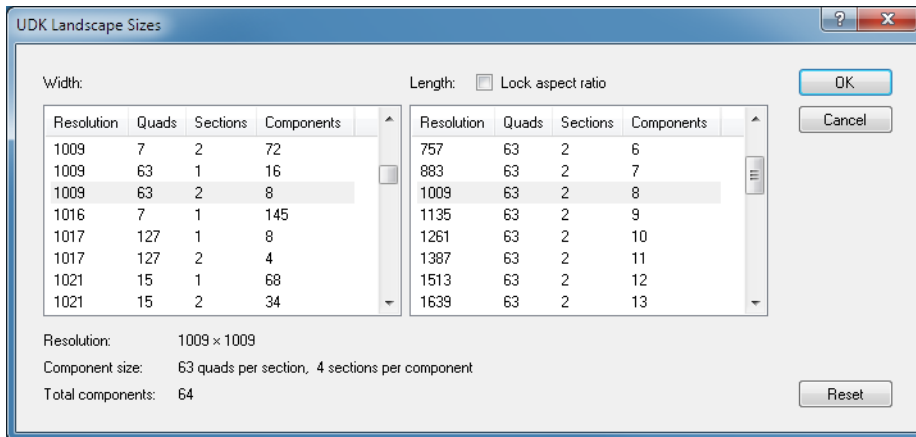 UDK Landscape Sizes
Width:
Length: Lock aspect ratio
OK
Cancel
Resolution Quads Sections Components
1009 7 2 72
1009 63 1 16
1009 63 2 8
1016 7 1 145
1017 127 1 8
1017 127 2 4
1021 15 1 68
1021 15 2 34
Resolution Quads Sections Components
757 63 2 6
883 63 2 7
1009 63 2 8
1135 63 2 9
1261 63 2 10
1387 63 2 11
1513 63 2 12
1639 63 2 13
Resolution: 1009 × 1009
Component size: 63 quads per section, 4 sections per component
Total components: 64
Reset